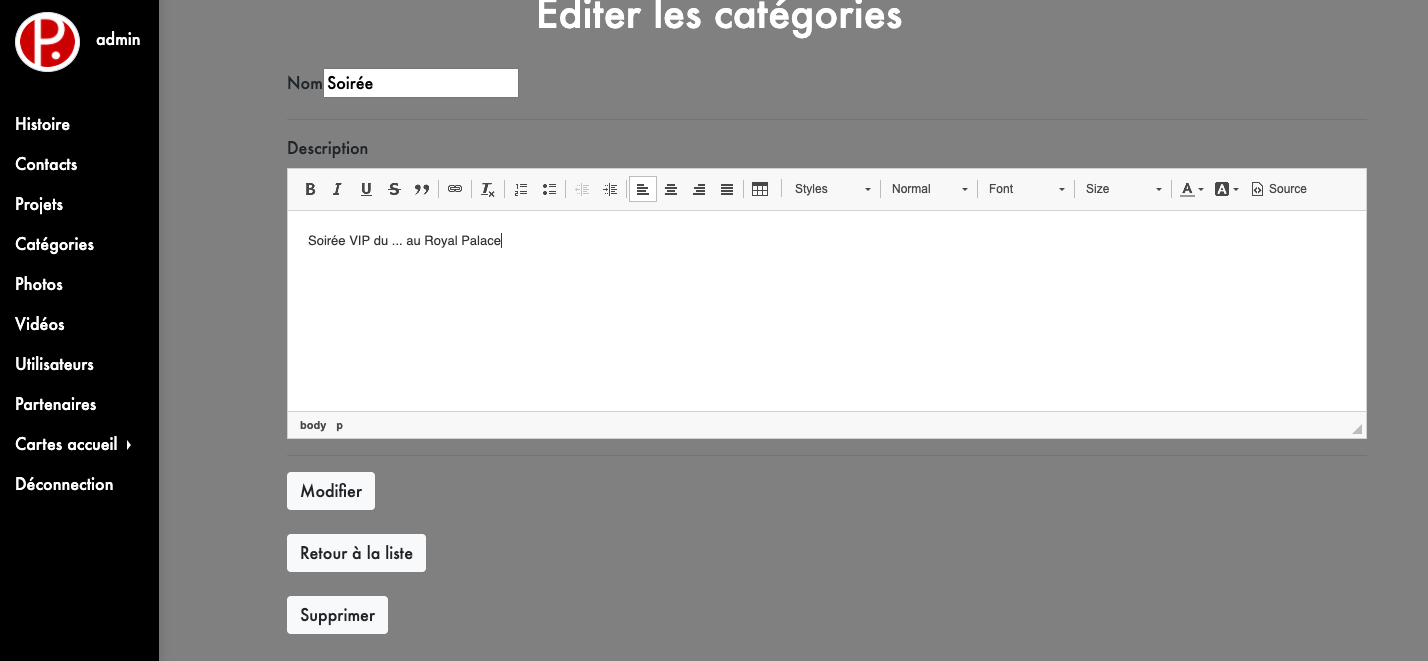 P.
admin
Histoire
Contacts
Projets
Catégories
Photos
Vidéos
Utilisateurs
Partenaires
Cartes accueil
Déconnection
Editer les catégories
Nom Soirée
Description
B I U S Styles Normal Font Size A A Source
Soirée VIP du ... au Royal Palace
body p
Modifier
Retour à la liste
Supprimer